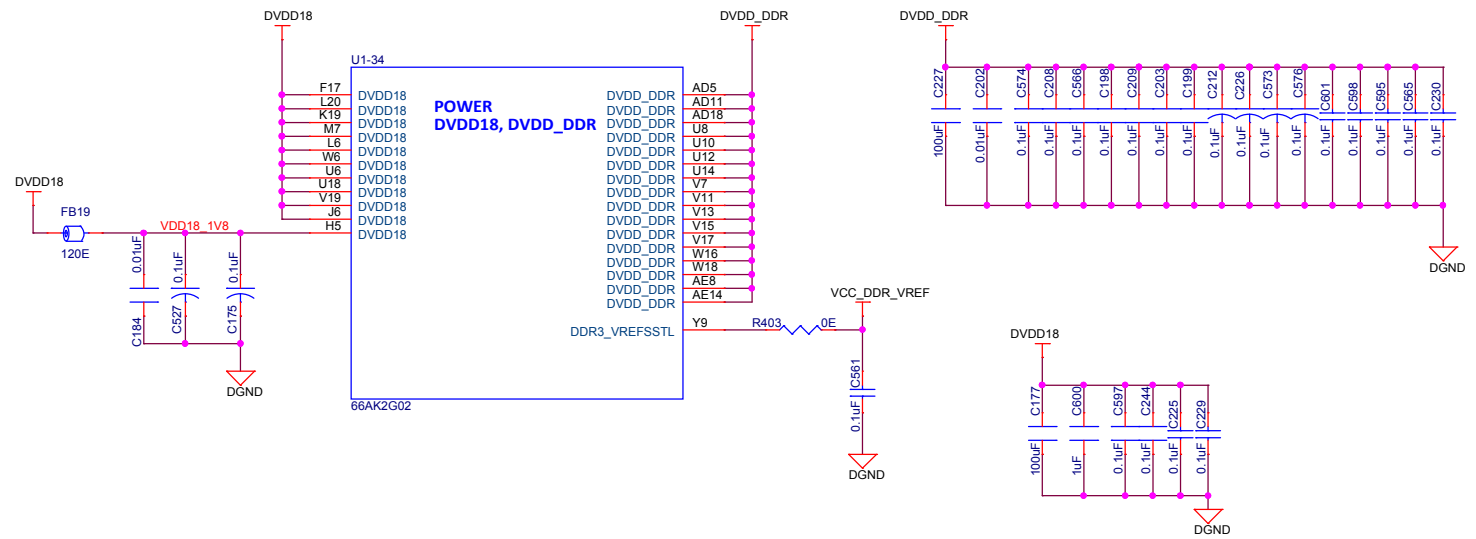 DVDD18
DVDD_DDR
DVDD_DDR
U1-34
POWER
DVDD18, DVDD_DDR
F17 DVDD18
L20 DVDD18
K19 DVDD18
M7 DVDD18
L6 DVDD18
W6 DVDD18
U6 DVDD18
U18 DVDD18
V19 DVDD18
J6 DVDD18
H5 DVDD18
DVDD_DDR AD5
DVDD_DDR AD11
DVDD_DDR AD18
DVDD_DDR U8
DVDD_DDR U10
DVDD_DDR U12
DVDD_DDR U14
DVDD_DDR V7
DVDD_DDR V11
DVDD_DDR V13
DVDD_DDR V15
DVDD_DDR V17
DVDD_DDR W16
DVDD_DDR W18
DVDD_DDR AE8
DVDD_DDR AE14
DDR3_VREFSSTL Y9
66AK2G02
DVDD18
FB19
120E
VDD18_1V8
0.01uF
C184
0.1uF
C527
0.1uF
C175
DGND
R403 0E
VCC_DDR_VREF
C561
0.1uF
DGND
C227
100uF
C202
0.01uF
C574
0.1uF
C208
0.1uF
C566
0.1uF
C198
0.1uF
C209
0.1uF
C203
0.1uF
C199
0.1uF
C212
0.1uF
C226
0.1uF
C573
0.1uF
C576
0.1uF
C601
0.1uF
C598
0.1uF
C595
0.1uF
C565
0.1uF
C230
0.1uF
DGND
DVDD18
C177
100uF
C600
1uF
C597
0.1uF
C244
0.1uF
C225
0.1uF
C229
0.1uF
DGND